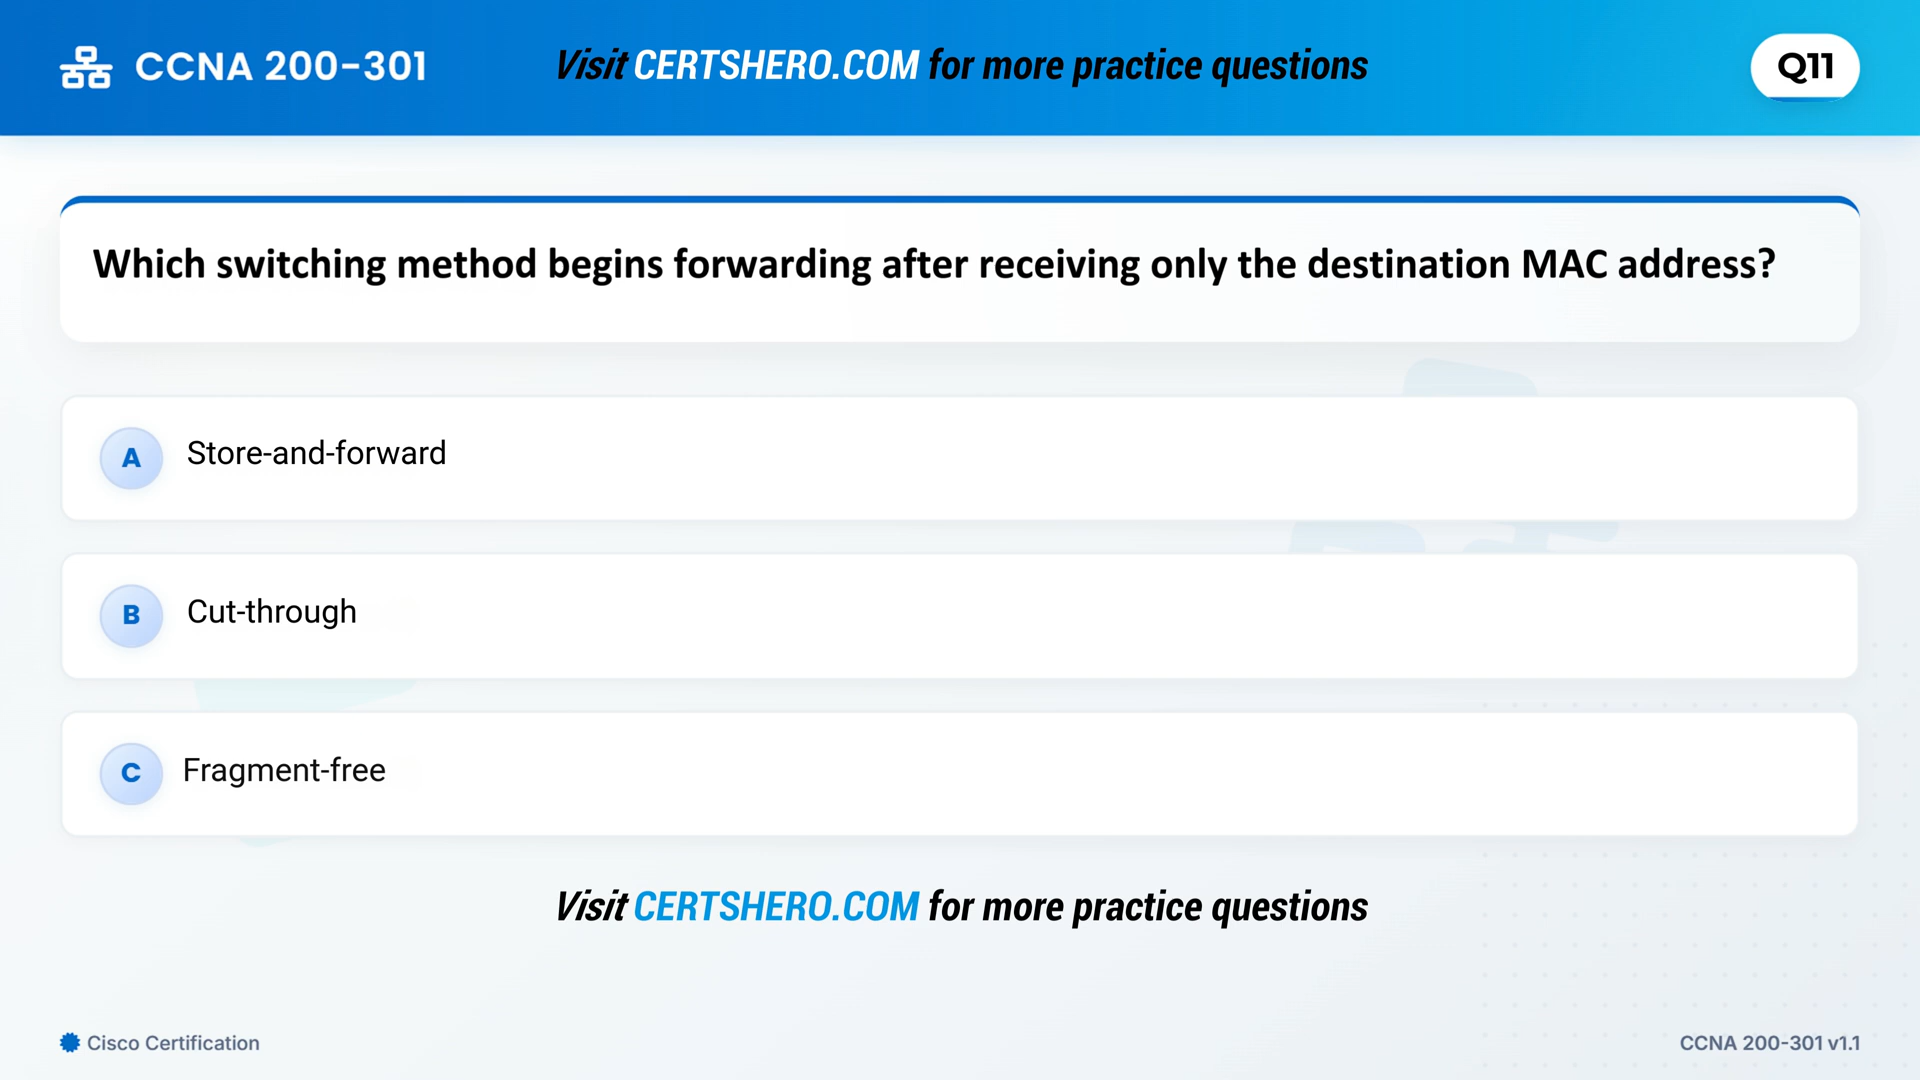 CCNA 200-301
Visit CERTSHERO.COM for more practice questions
Q11
Which switching method begins forwarding after receiving only the destination MAC address?
A Store-and-forward
B Cut-through
C Fragment-free
Visit CERTSHERO.COM for more practice questions
Cisco Certification
CCNA 200-301 v1.1